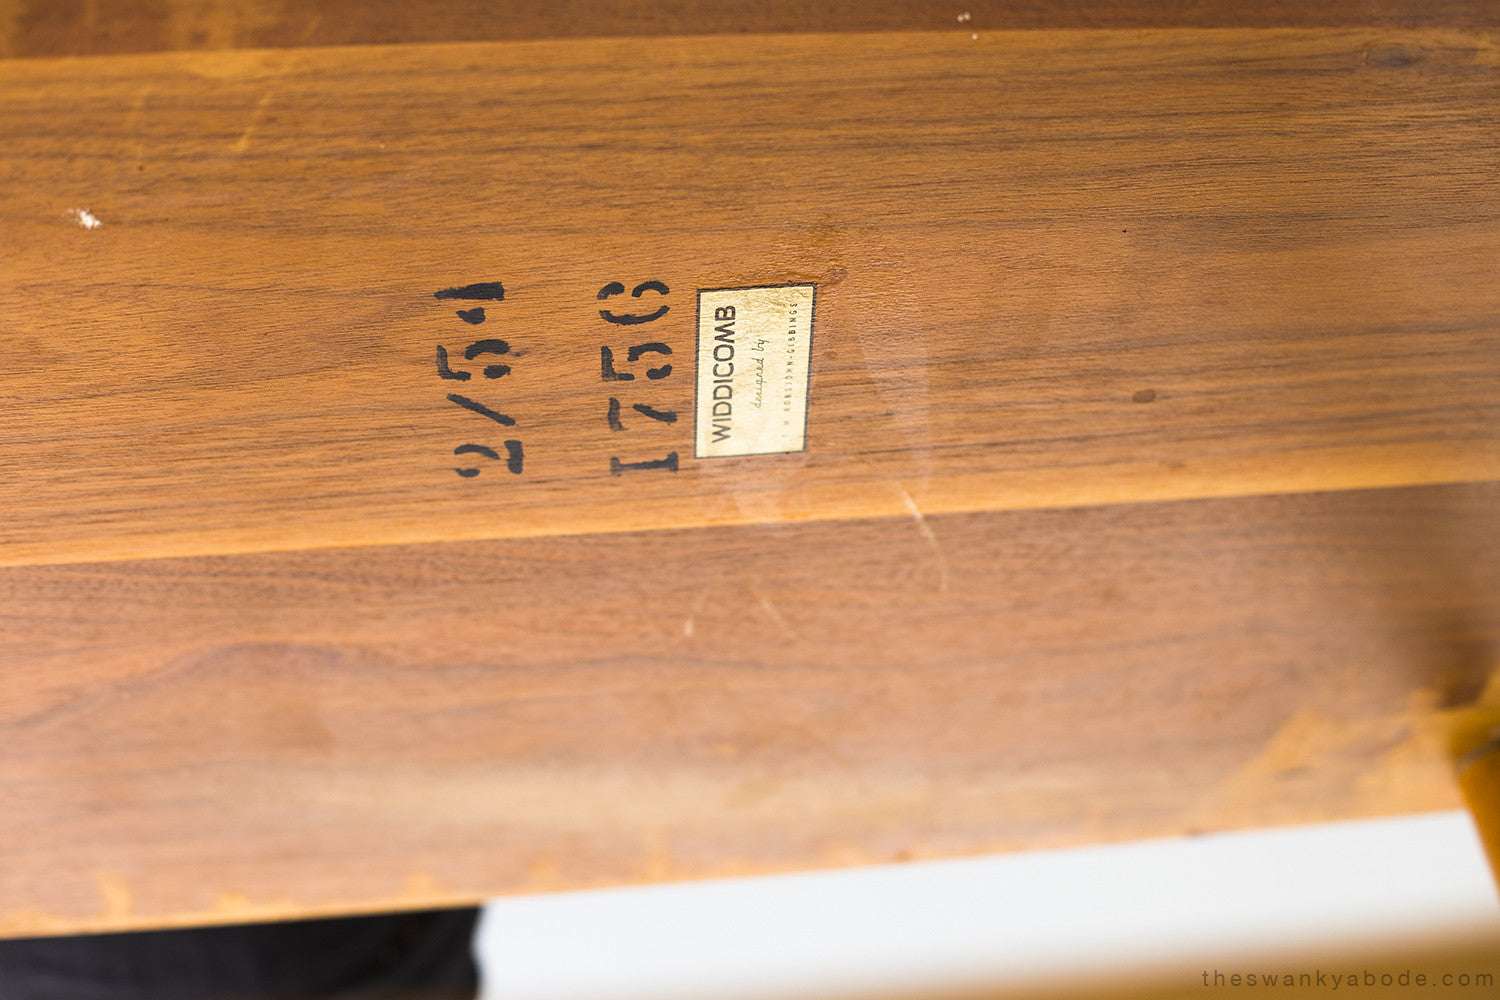 2/54
1756
WIDDICOMB
designed by
T H ROBSJOHN-GIBBINGS
theswankyabode.com